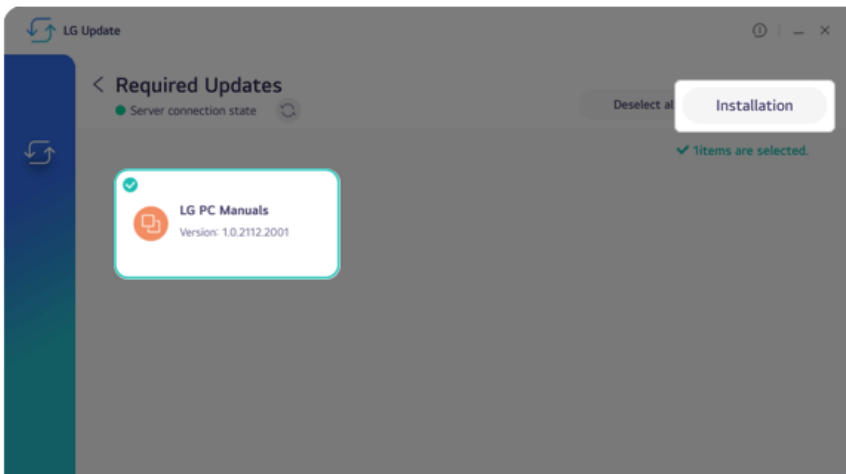 LG Update
Required Updates
Server connection state
Deselect al
Installation
1items are selected.
LG PC Manuals
Version: 1.0.2112.2001